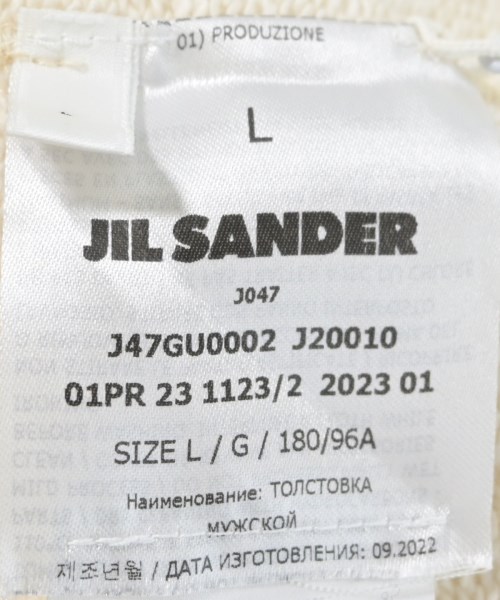 01) PRODUZIONE
L
JIL SANDER
J047
J47GU0002 J20010
01PR 23 1123/2 2023 01
SIZE L / G / 180/96A
Наименование: ТОЛСТОВКА
МУЖСКОЙ
제조년월 / ДАТА ИЗГОТОВЛЕНИЯ: 09.2022